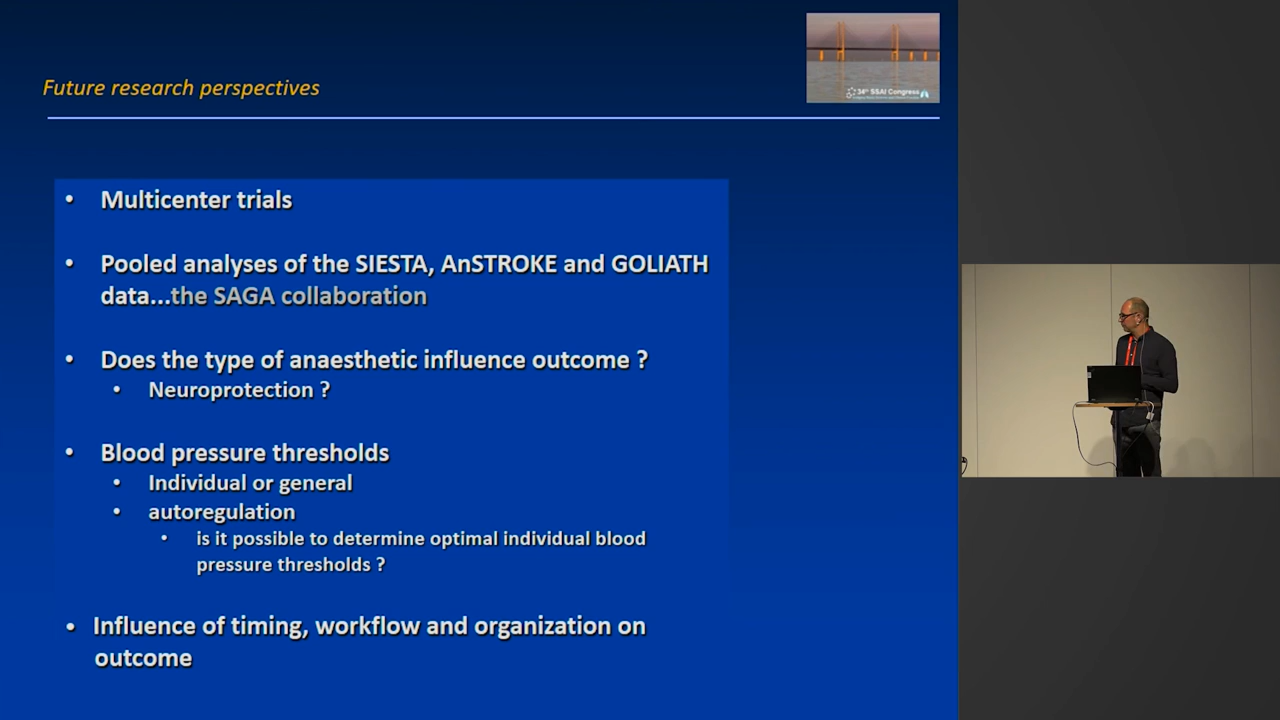 34th SSAI Congress
Future research perspectives
• Multicenter trials
• Pooled analyses of the SIESTA, AnSTROKE and GOLIATH
data...the SAGA collaboration
• Does the type of anaesthetic influence outcome ?
• Neuroprotection ?
• Blood pressure thresholds
• Individual or general
• autoregulation
• is it possible to determine optimal individual blood
pressure thresholds ?
• Influence of timing, workflow and organization on
outcome